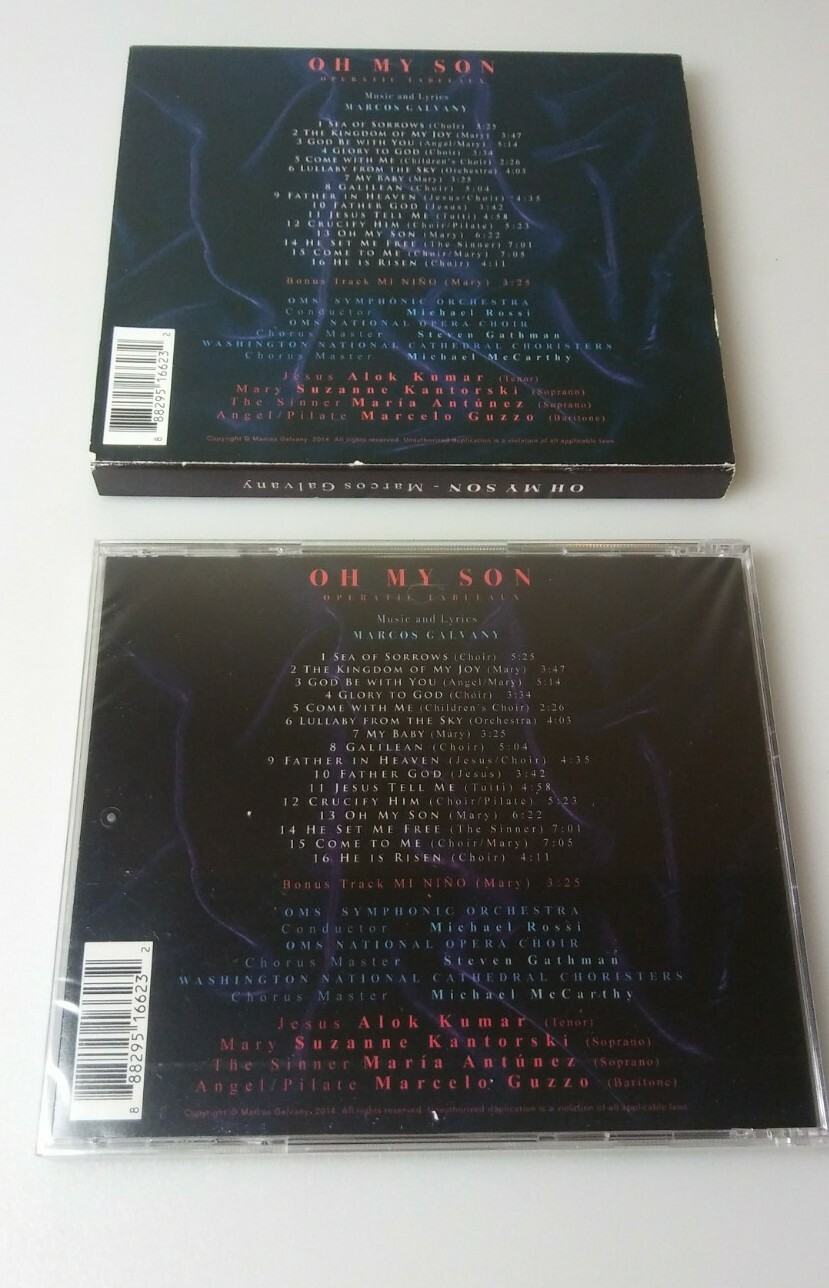 OH MY SON
OPERATIC TABLEAUX
Music and Lyrics
MARCOS GALVANY
1 SEA OF SORROWS (Choir) 5:25
2 THE KINGDOM OF MY JOY (Mary) 3:47
3 GOD BE WITH YOU (Angel/Mary) 5:14
4 GLORY TO GOD (Choir) 3:34
5 COME WITH ME (Children's Choir) 2:26
6 LULLABY FROM THE SKY (Orchestra) 4:03
7 MY BABY (Mary) 3:25
8 GALILEAN (Choir) 5:04
9 FATHER IN HEAVEN (Jesus/Choir) 4:35
10 FATHER GOD (Jesus) 3:42
11 JESUS TELL ME (Tutti) 4:58
12 CRUCIFY HIM (Choir/Pilate) 5:23
13 OH MY SON (Mary) 6:22
14 HE SET ME FREE (The Sinner) 7:01
15 COME TO ME (Choir/Mary) 7:05
16 HE IS RISEN (Choir) 4:11
Bonus Track MI NIÑO (Mary) 3:25
OMS SYMPHONIC ORCHESTRA
Conductor Michael Rossi
OMS NATIONAL OPERA CHOIR
Chorus Master Steven Gathman
WASHINGTON NATIONAL CATHEDRAL CHORISTERS
Chorus Master Michael McCarthy
Jesus Alok Kumar (Tenor)
Mary Suzanne Kantorski (Soprano)
The Sinner María Antúnez (Soprano)
Angel/Pilate Marcelo Guzzo (Baritone)
8 88295 16623 2
Copyright © Marcos Galvany, 2014. All rights reserved. Unauthorized duplication is a violation of all applicable laws.
OH MY SON - Marcos Galvany
OH MY SON
OPERATIC TABLEAUX
Music and Lyrics
MARCOS GALVANY
1 SEA OF SORROWS (Choir) 5:25
2 THE KINGDOM OF MY JOY (Mary) 3:47
3 GOD BE WITH YOU (Angel/Mary) 5:14
4 GLORY TO GOD (Choir) 3:34
5 COME WITH ME (Children's Choir) 2:26
6 LULLABY FROM THE SKY (Orchestra) 4:03
7 MY BABY (Mary) 3:25
8 GALILEAN (Choir) 5:04
9 FATHER IN HEAVEN (Jesus/Choir) 4:35
10 FATHER GOD (Jesus) 3:42
11 JESUS TELL ME (Tutti) 4:58
12 CRUCIFY HIM (Choir/Pilate) 5:23
13 OH MY SON (Mary) 6:22
14 HE SET ME FREE (The Sinner) 7:01
15 COME TO ME (Choir/Mary) 7:05
16 HE IS RISEN (Choir) 4:11
Bonus Track MI NIÑO (Mary) 3:25
OMS SYMPHONIC ORCHESTRA
Conductor Michael Rossi
OMS NATIONAL OPERA CHOIR
Chorus Master Steven Gathman
WASHINGTON NATIONAL CATHEDRAL CHORISTERS
Chorus Master Michael McCarthy
Jesus Alok Kumar (Tenor)
Mary Suzanne Kantorski (Soprano)
The Sinner María Antúnez (Soprano)
Angel/Pilate Marcelo Guzzo (Baritone)
8 88295 16623 2
Copyright © Marcos Galvany, 2014. All rights reserved. Unauthorized duplication is a violation of all applicable laws.